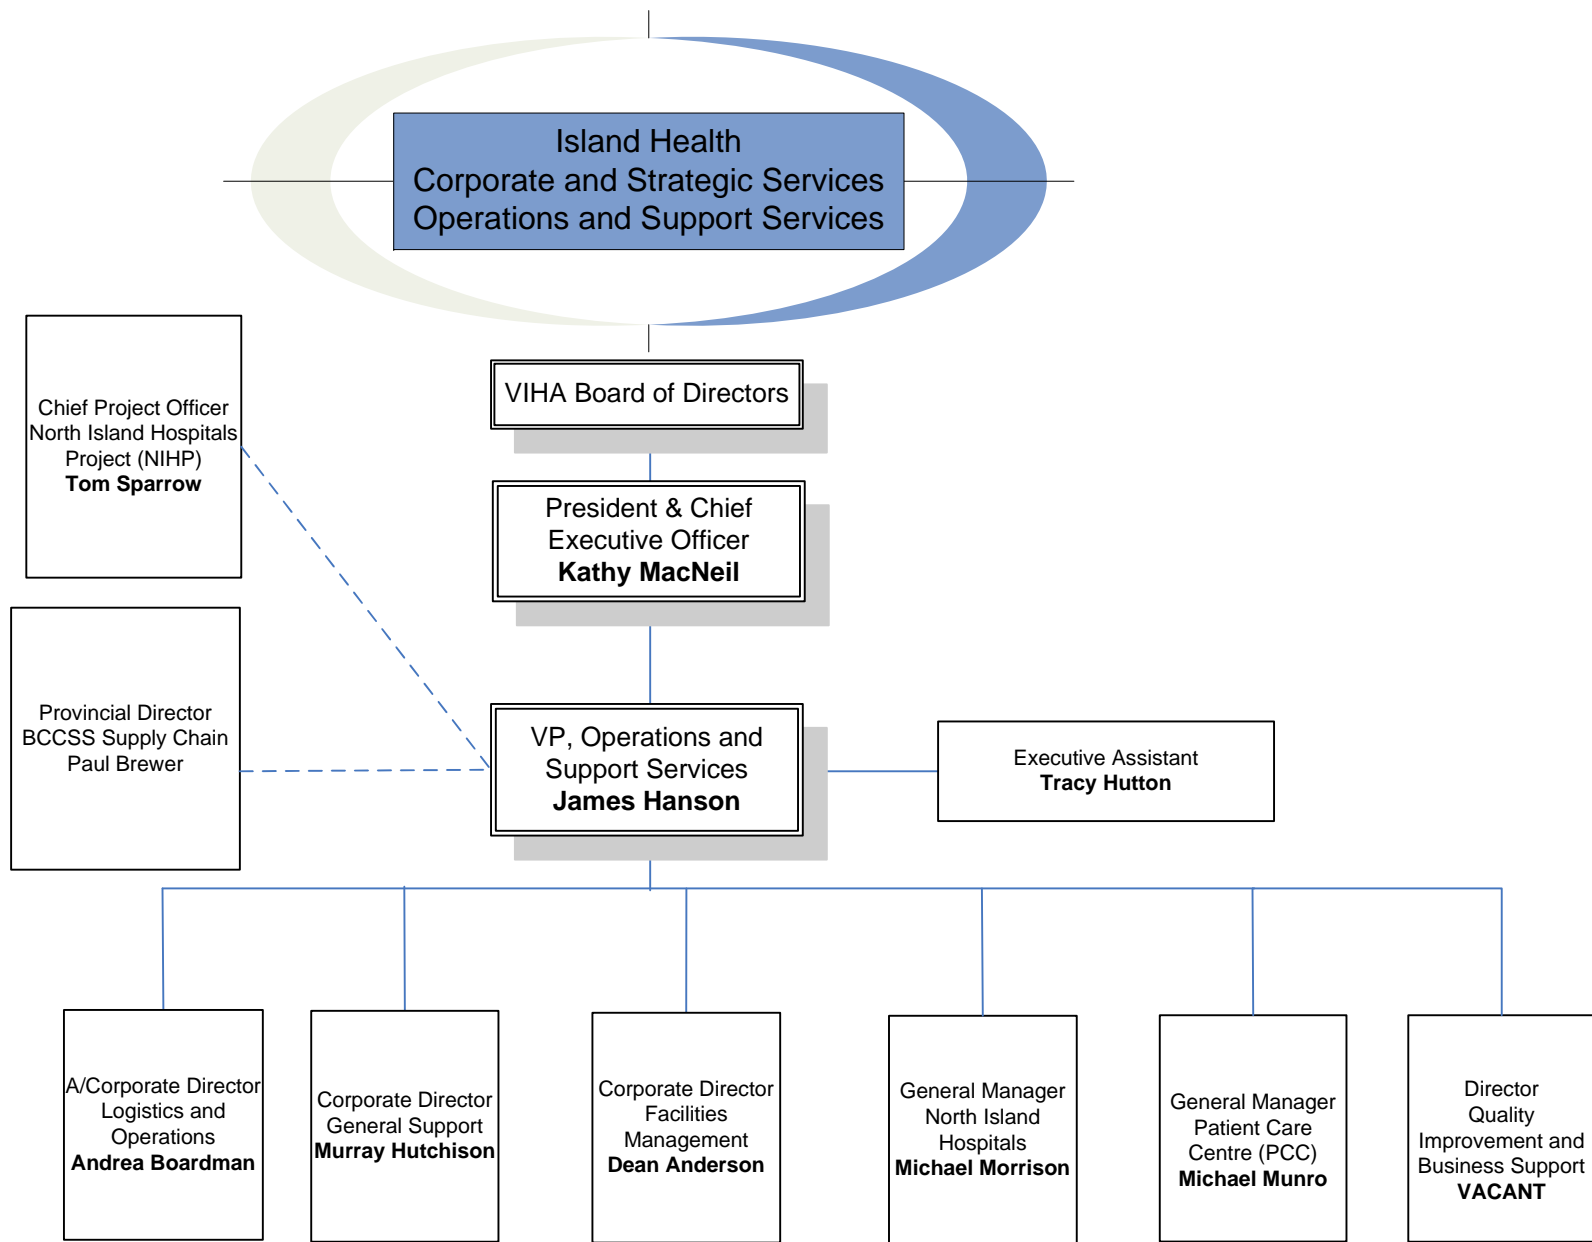 Island Health
Corporate and Strategic Services
Operations and Support Services
VIHA Board of Directors
Chief Project Officer
North Island Hospitals
Project (NIHP)
Tom Sparrow
President & Chief
Executive Officer
Kathy MacNeil
Provincial Director
BCCSS Supply Chain
Paul Brewer
VP, Operations and
Support Services
James Hanson
Executive Assistant
Tracy Hutton
A/Corporate Director
Logistics and
Operations
Andrea Boardman
Corporate Director
General Support
Murray Hutchison
Corporate Director
Facilities
Management
Dean Anderson
General Manager
North Island
Hospitals
Michael Morrison
General Manager
Patient Care
Centre (PCC)
Michael Munro
Director
Quality
Improvement and
Business Support
VACANT